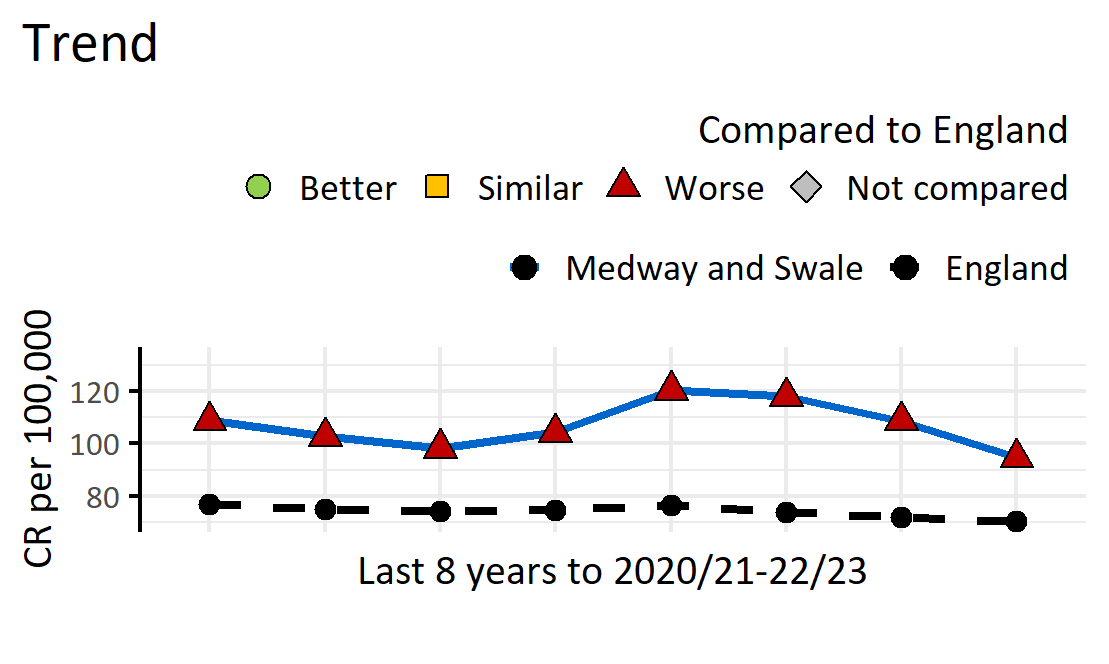 Trend
Compared to England
Better Similar Worse Not compared
Medway and Swale England
CR per 100,000
120
100
80
Last 8 years to 2020/21-22/23